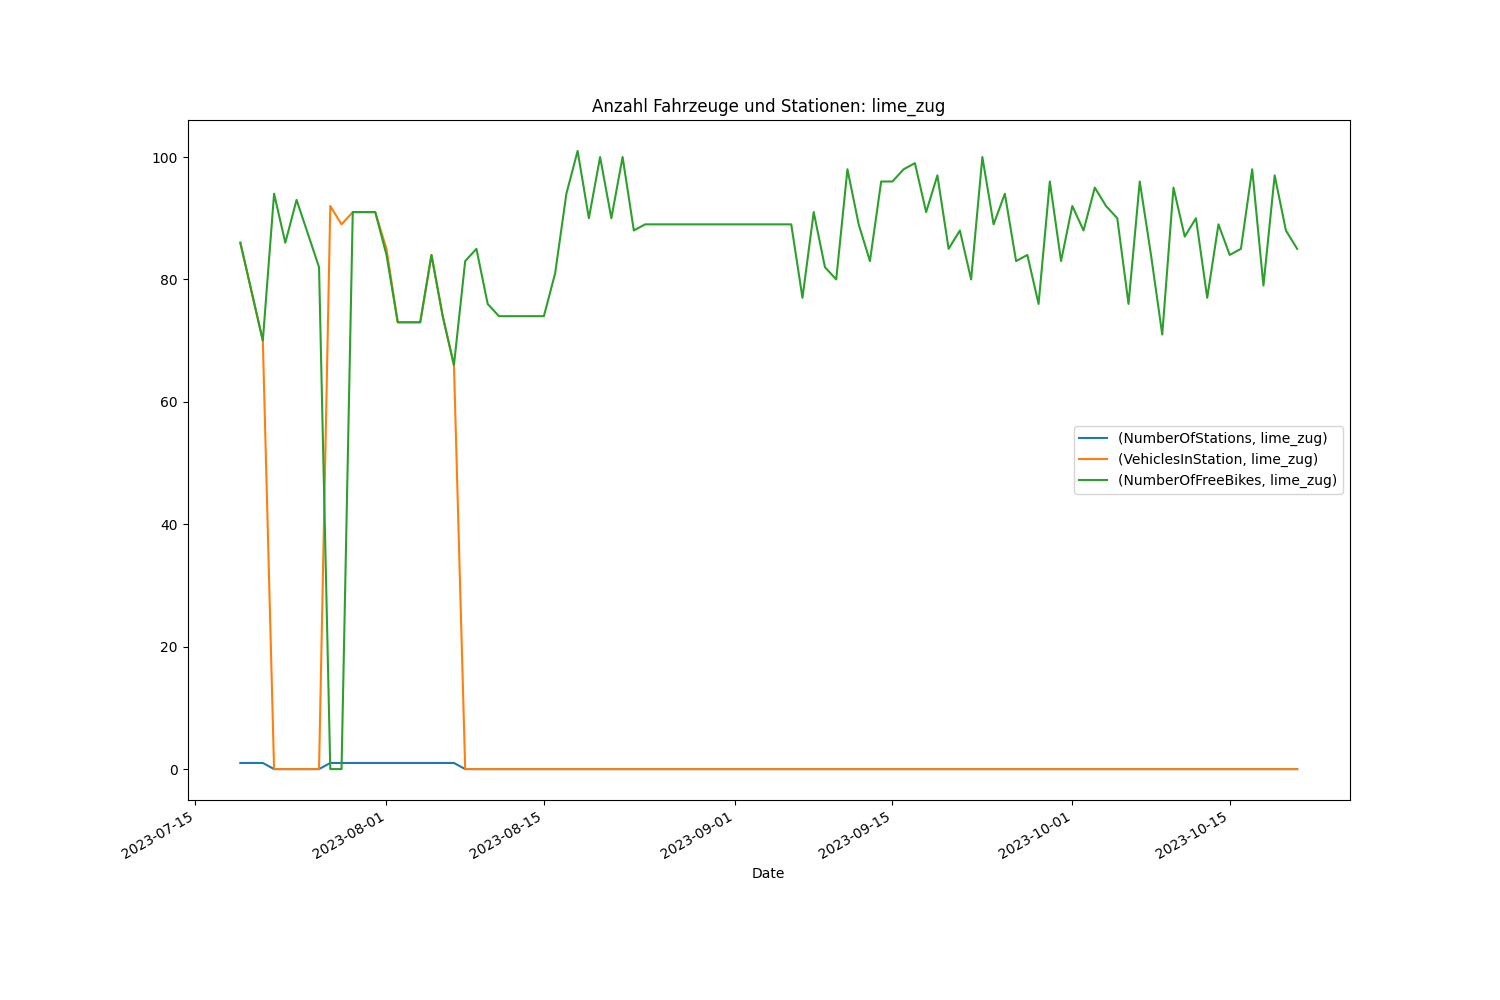 Anzahl Fahrzeuge und Stationen: lime_zug
100
80
60
40
20
0
(NumberOfStations, lime_zug)
(VehiclesInStation, lime_zug)
(NumberOfFreeBikes, lime_zug)
2023-07-15
2023-08-01
2023-08-15
2023-09-01
2023-09-15
2023-10-01
2023-10-15
Date